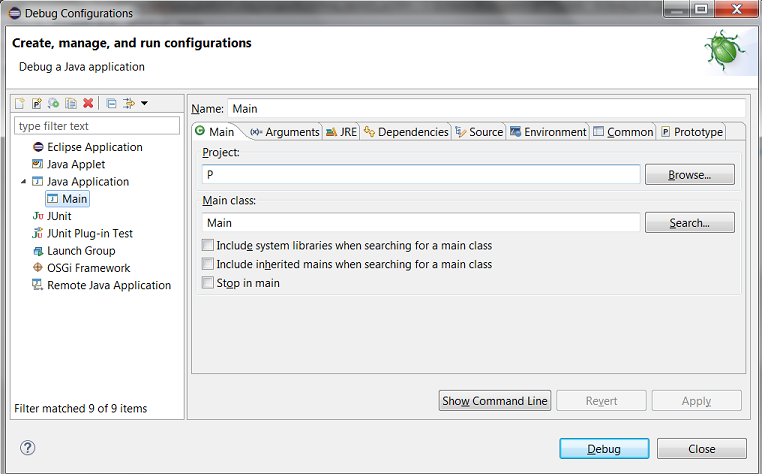 Debug Configurations
Create, manage, and run configurations
Debug a Java application
type filter text
Eclipse Application
Java Applet
Java Application
Main
JUnit
JUnit Plug-in Test
Launch Group
OSGi Framework
Remote Java Application
Filter matched 9 of 9 items
Name: Main
Main (x)= Arguments JRE Dependencies Source Environment Common Prototype
Project:
P Browse...
Main class:
Main Search...
Include system libraries when searching for a main class
Include inherited mains when searching for a main class
Stop in main
Show Command Line Revert Apply
Debug Close